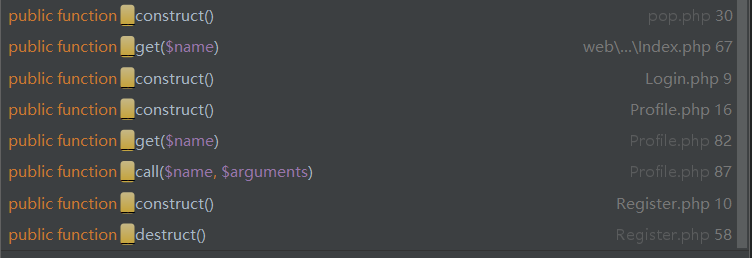 public function __construct() pop.php 30
public function __get($name) web\...\Index.php 67
public function __construct() Login.php 9
public function __construct() Profile.php 16
public function __get($name) Profile.php 82
public function __call($name, $arguments) Profile.php 87
public function __construct() Register.php 10
public function __destruct() Register.php 58